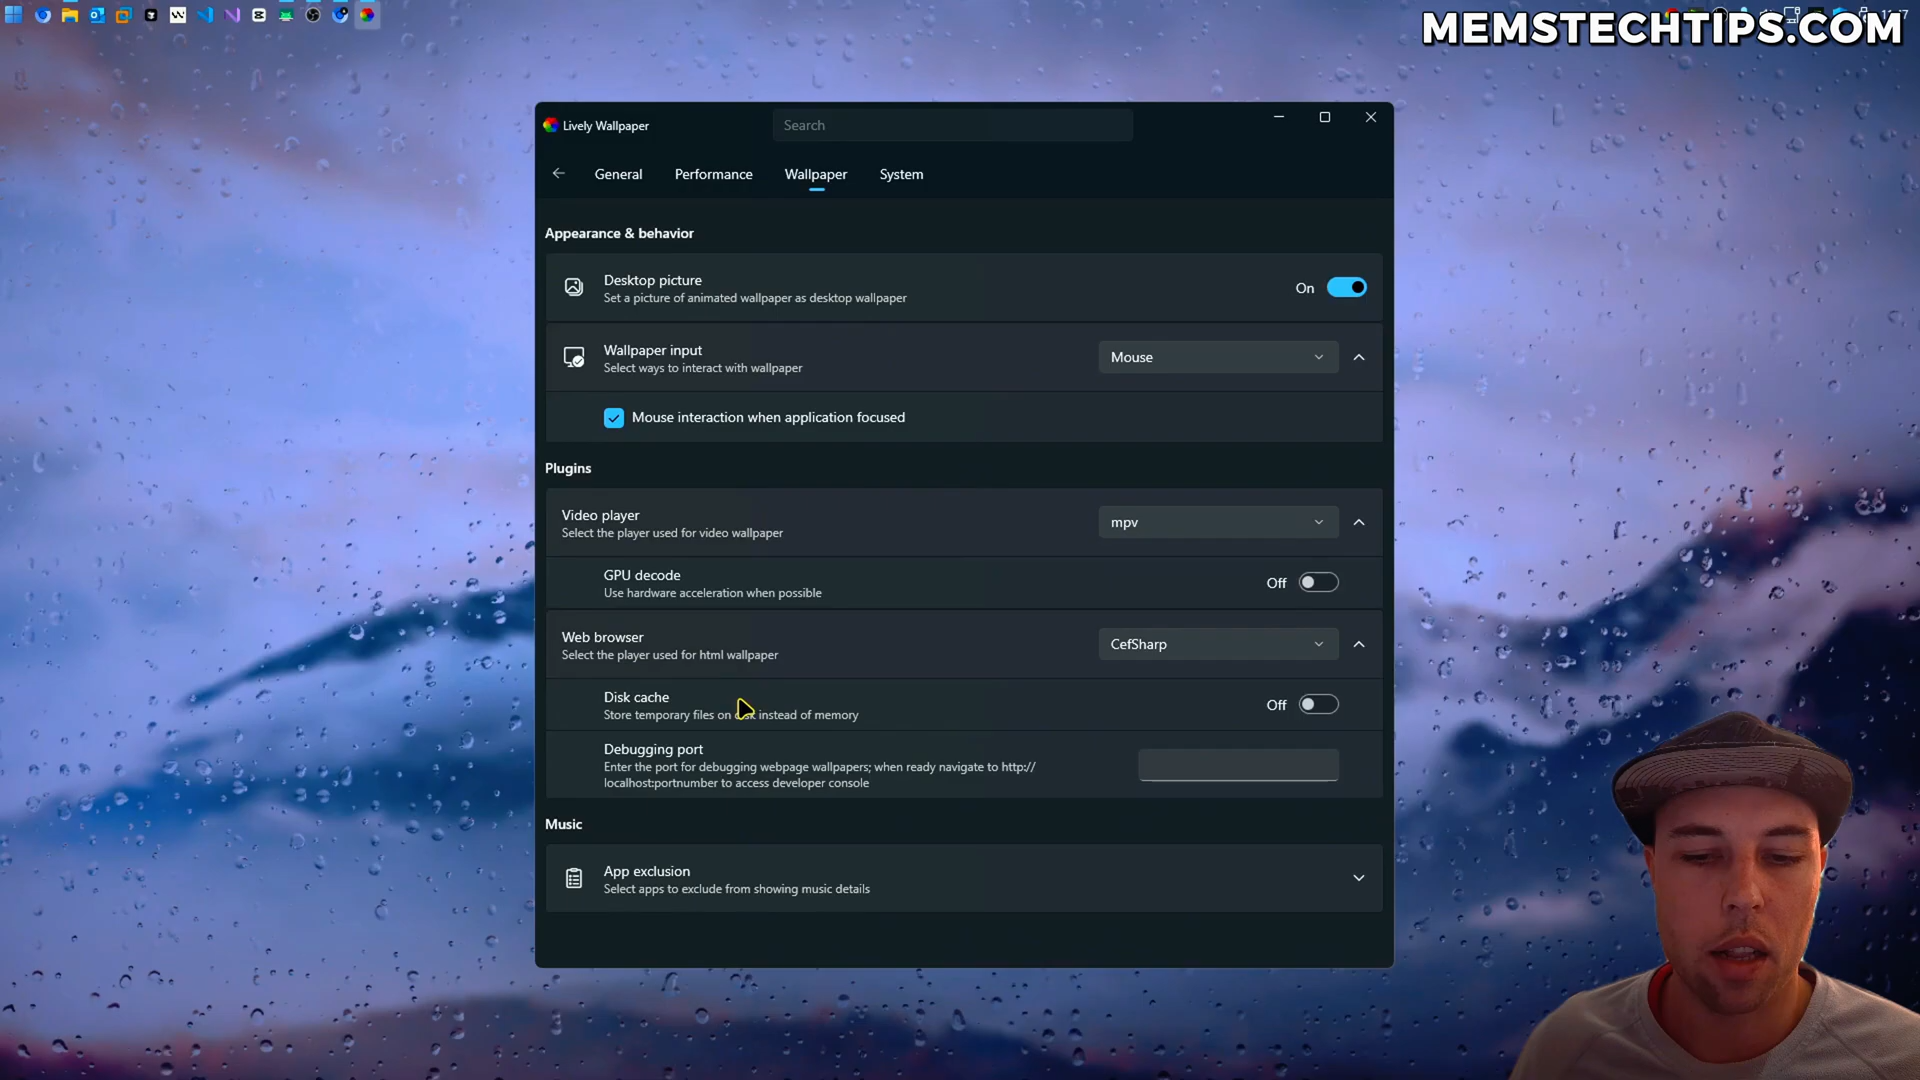 MEMSTECHTIPS.COM
Lively Wallpaper
Search
General
Performance
Wallpaper
System
Appearance & behavior
Desktop picture
Set a picture of animated wallpaper as desktop wallpaper
On
Wallpaper input
Select ways to interact with wallpaper
Mouse
Mouse interaction when application focused
Plugins
Video player
Select the player used for video wallpaper
mpv
GPU decode
Use hardware acceleration when possible
Off
Web browser
Select the player used for html wallpaper
CefSharp
Disk cache
Store temporary files on disk instead of memory
Off
Debugging port
Enter the port for debugging webpage wallpapers; when ready navigate to http://
localhost:portnumber to access developer console
Music
App exclusion
Select apps to exclude from showing music details